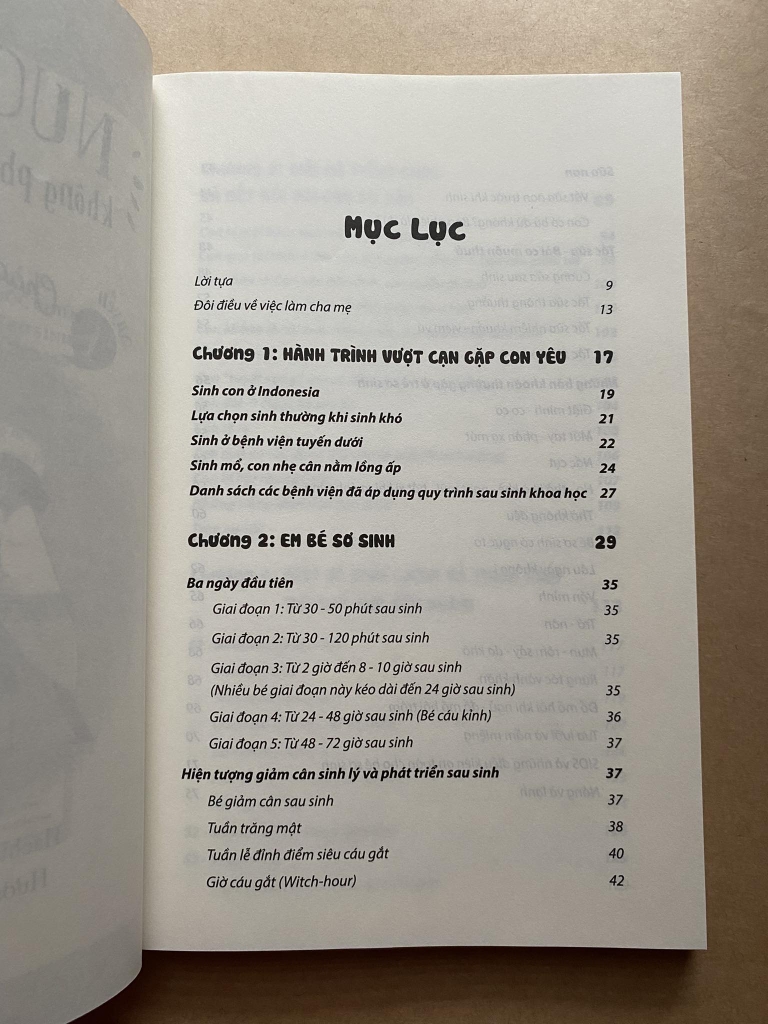 Mục Lục
Lời tựa 9
Đôi điều về việc làm cha mẹ 13
Chương 1: HÀNH TRÌNH VƯỢT CẠN GẶP CON YÊU 17
Sinh con ở Indonesia 19
Lựa chọn sinh thường khi sinh khó 21
Sinh ở bệnh viện tuyến dưới 22
Sinh mổ, con nhẹ cân nằm lồng ấp 24
Danh sách các bệnh viện đã áp dụng quy trình sau sinh khoa học 27
Chương 2: EM BÉ SƠ SINH 29
Ba ngày đầu tiên 35
Giai đoạn 1: Từ 30 - 50 phút sau sinh 35
Giai đoạn 2: Từ 30 - 120 phút sau sinh 35
Giai đoạn 3: Từ 2 giờ đến 8 - 10 giờ sau sinh
(Nhiều bé giai đoạn này kéo dài đến 24 giờ sau sinh) 35
Giai đoạn 4: Từ 24 - 48 giờ sau sinh (Bé cáu kỉnh) 36
Giai đoạn 5: Từ 48 - 72 giờ sau sinh 37
Hiện tượng giảm cân sinh lý và phát triển sau sinh 37
Bé giảm cân sau sinh 37
Tuần trăng mật 38
Tuần lễ đỉnh điểm siêu cáu gắt 40
Giờ cáu gắt (Witch-hour) 42